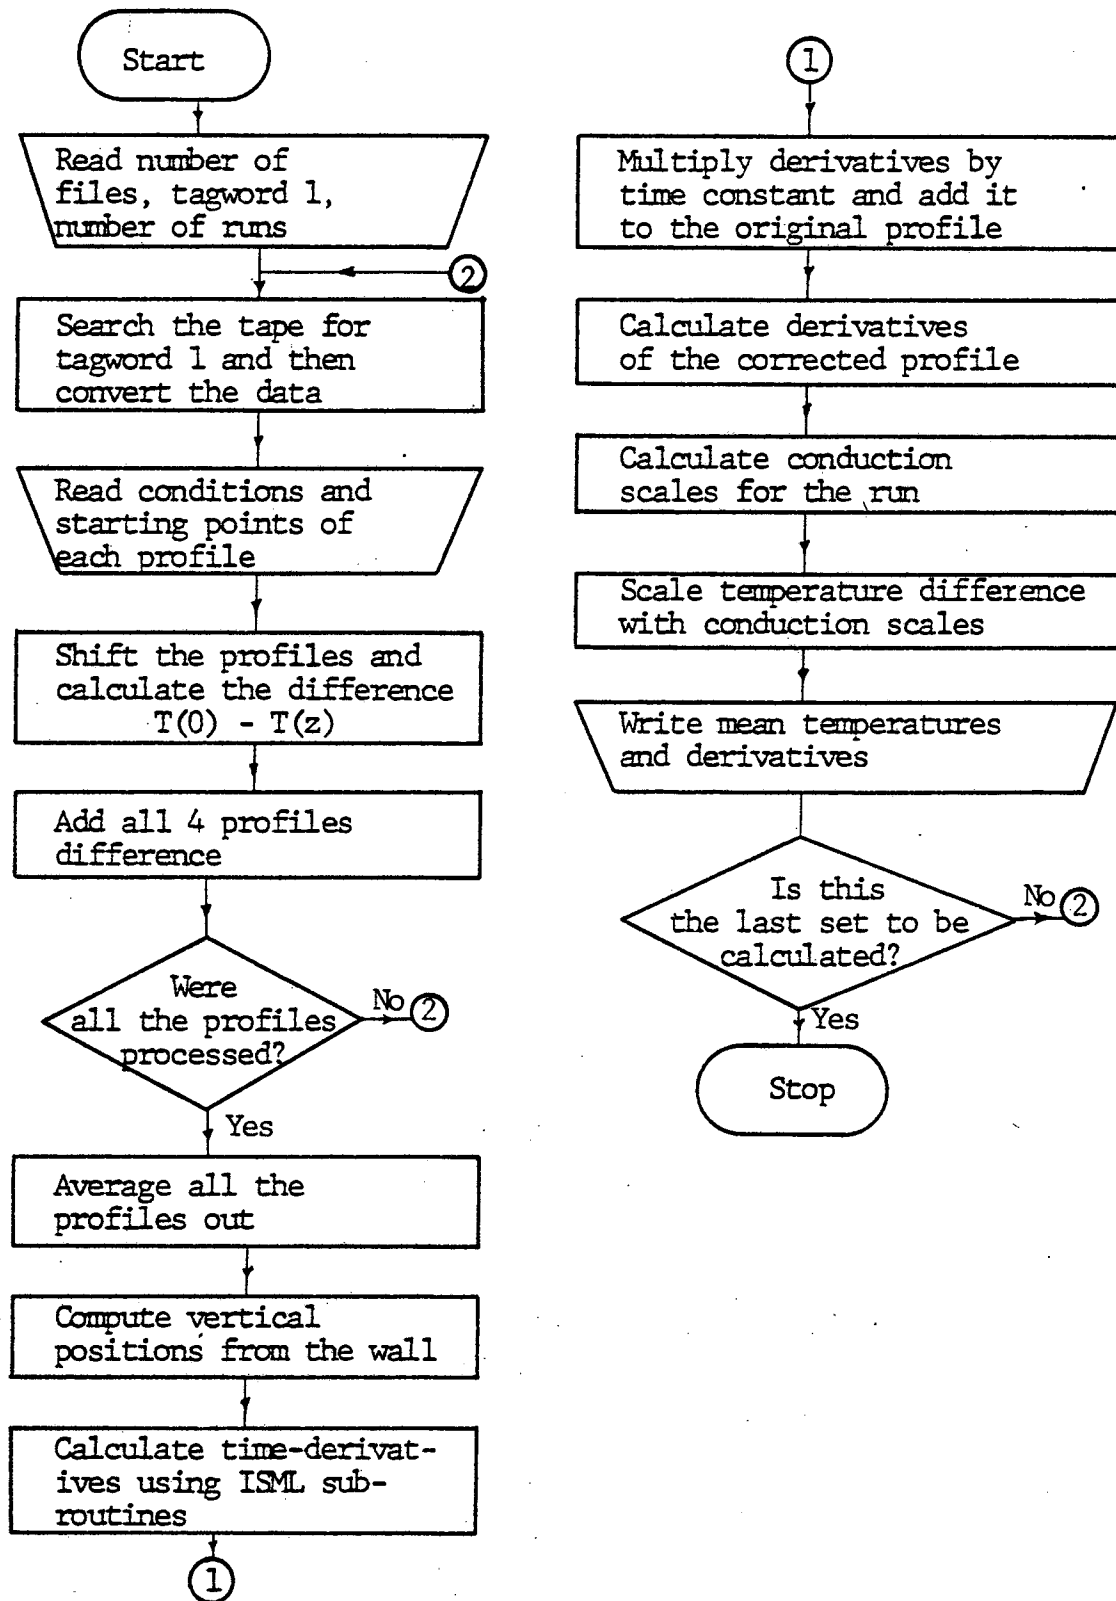 Start
Read number of
files, tagword 1,
number of runs
2
Search the tape for
tagword 1 and then
convert the data
Read conditions and
starting points of
each profile
Shift the profiles and
calculate the difference
T(0) - T(z)
Add all 4 profiles
difference
Were
all the profiles
processed?
No 2
Yes
Average all the
profiles out
Compute vertical
positions from the wall
Calculate time-derivat-
ives using ISML sub-
routines
1
1
Multiply derivatives by
time constant and add it
to the original profile
Calculate derivatives
of the corrected profile
Calculate conduction
scales for the run
Scale temperature difference
with conduction scales
Write mean temperatures
and derivatives
Is this
the last set to be
calculated?
No 2
Yes
Stop